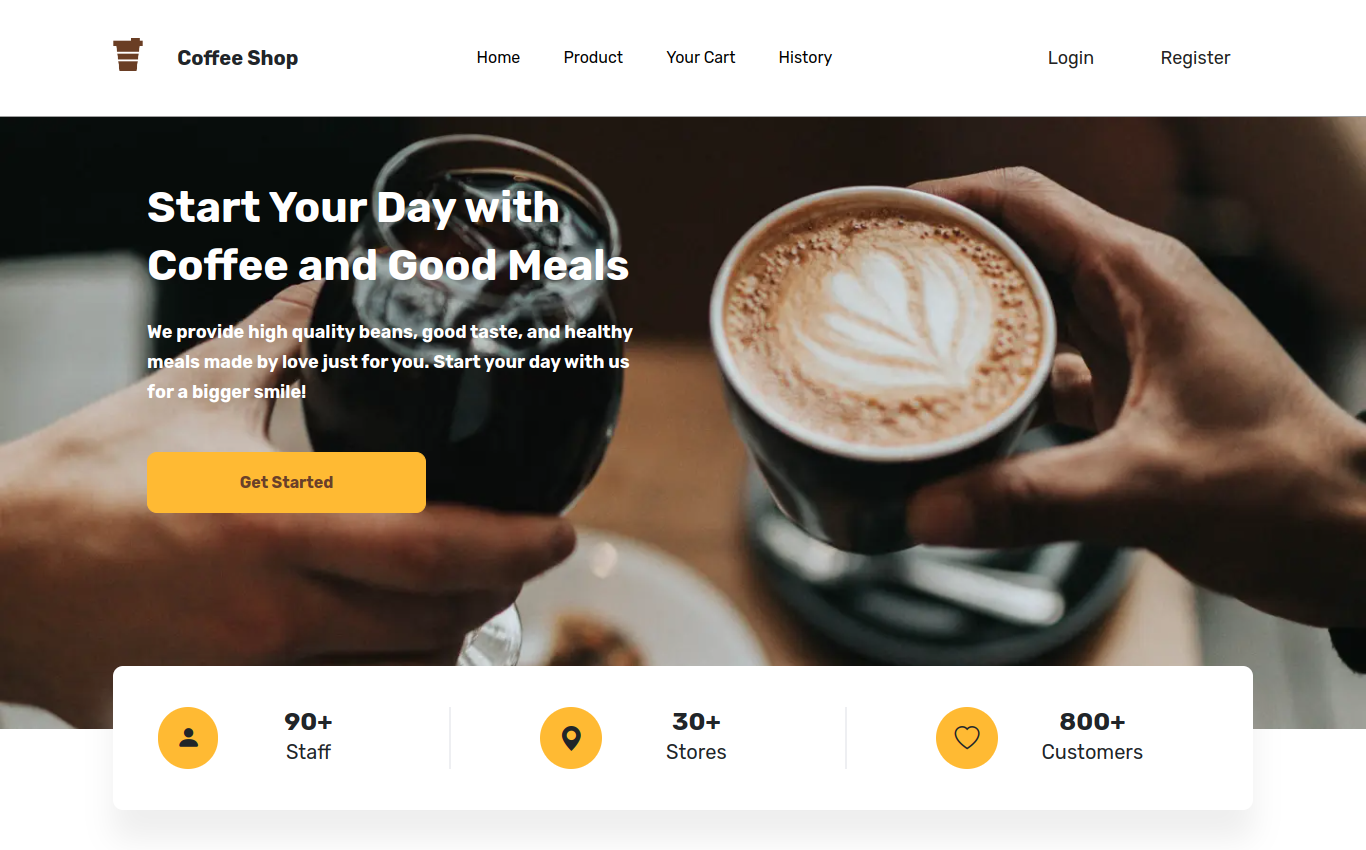 Coffee Shop
Home
Product
Your Cart
History
Login
Register
Start Your Day with
Coffee and Good Meals
We provide high quality beans, good taste, and healthy
meals made by love just for you. Start your day with us
for a bigger smile!
Get Started
90+
Staff
30+
Stores
800+
Customers